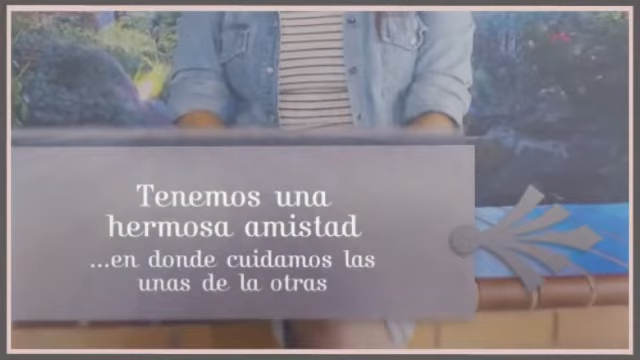 Tenemos una
hermosa amistad
...en donde cuidamos las
unas de la otras